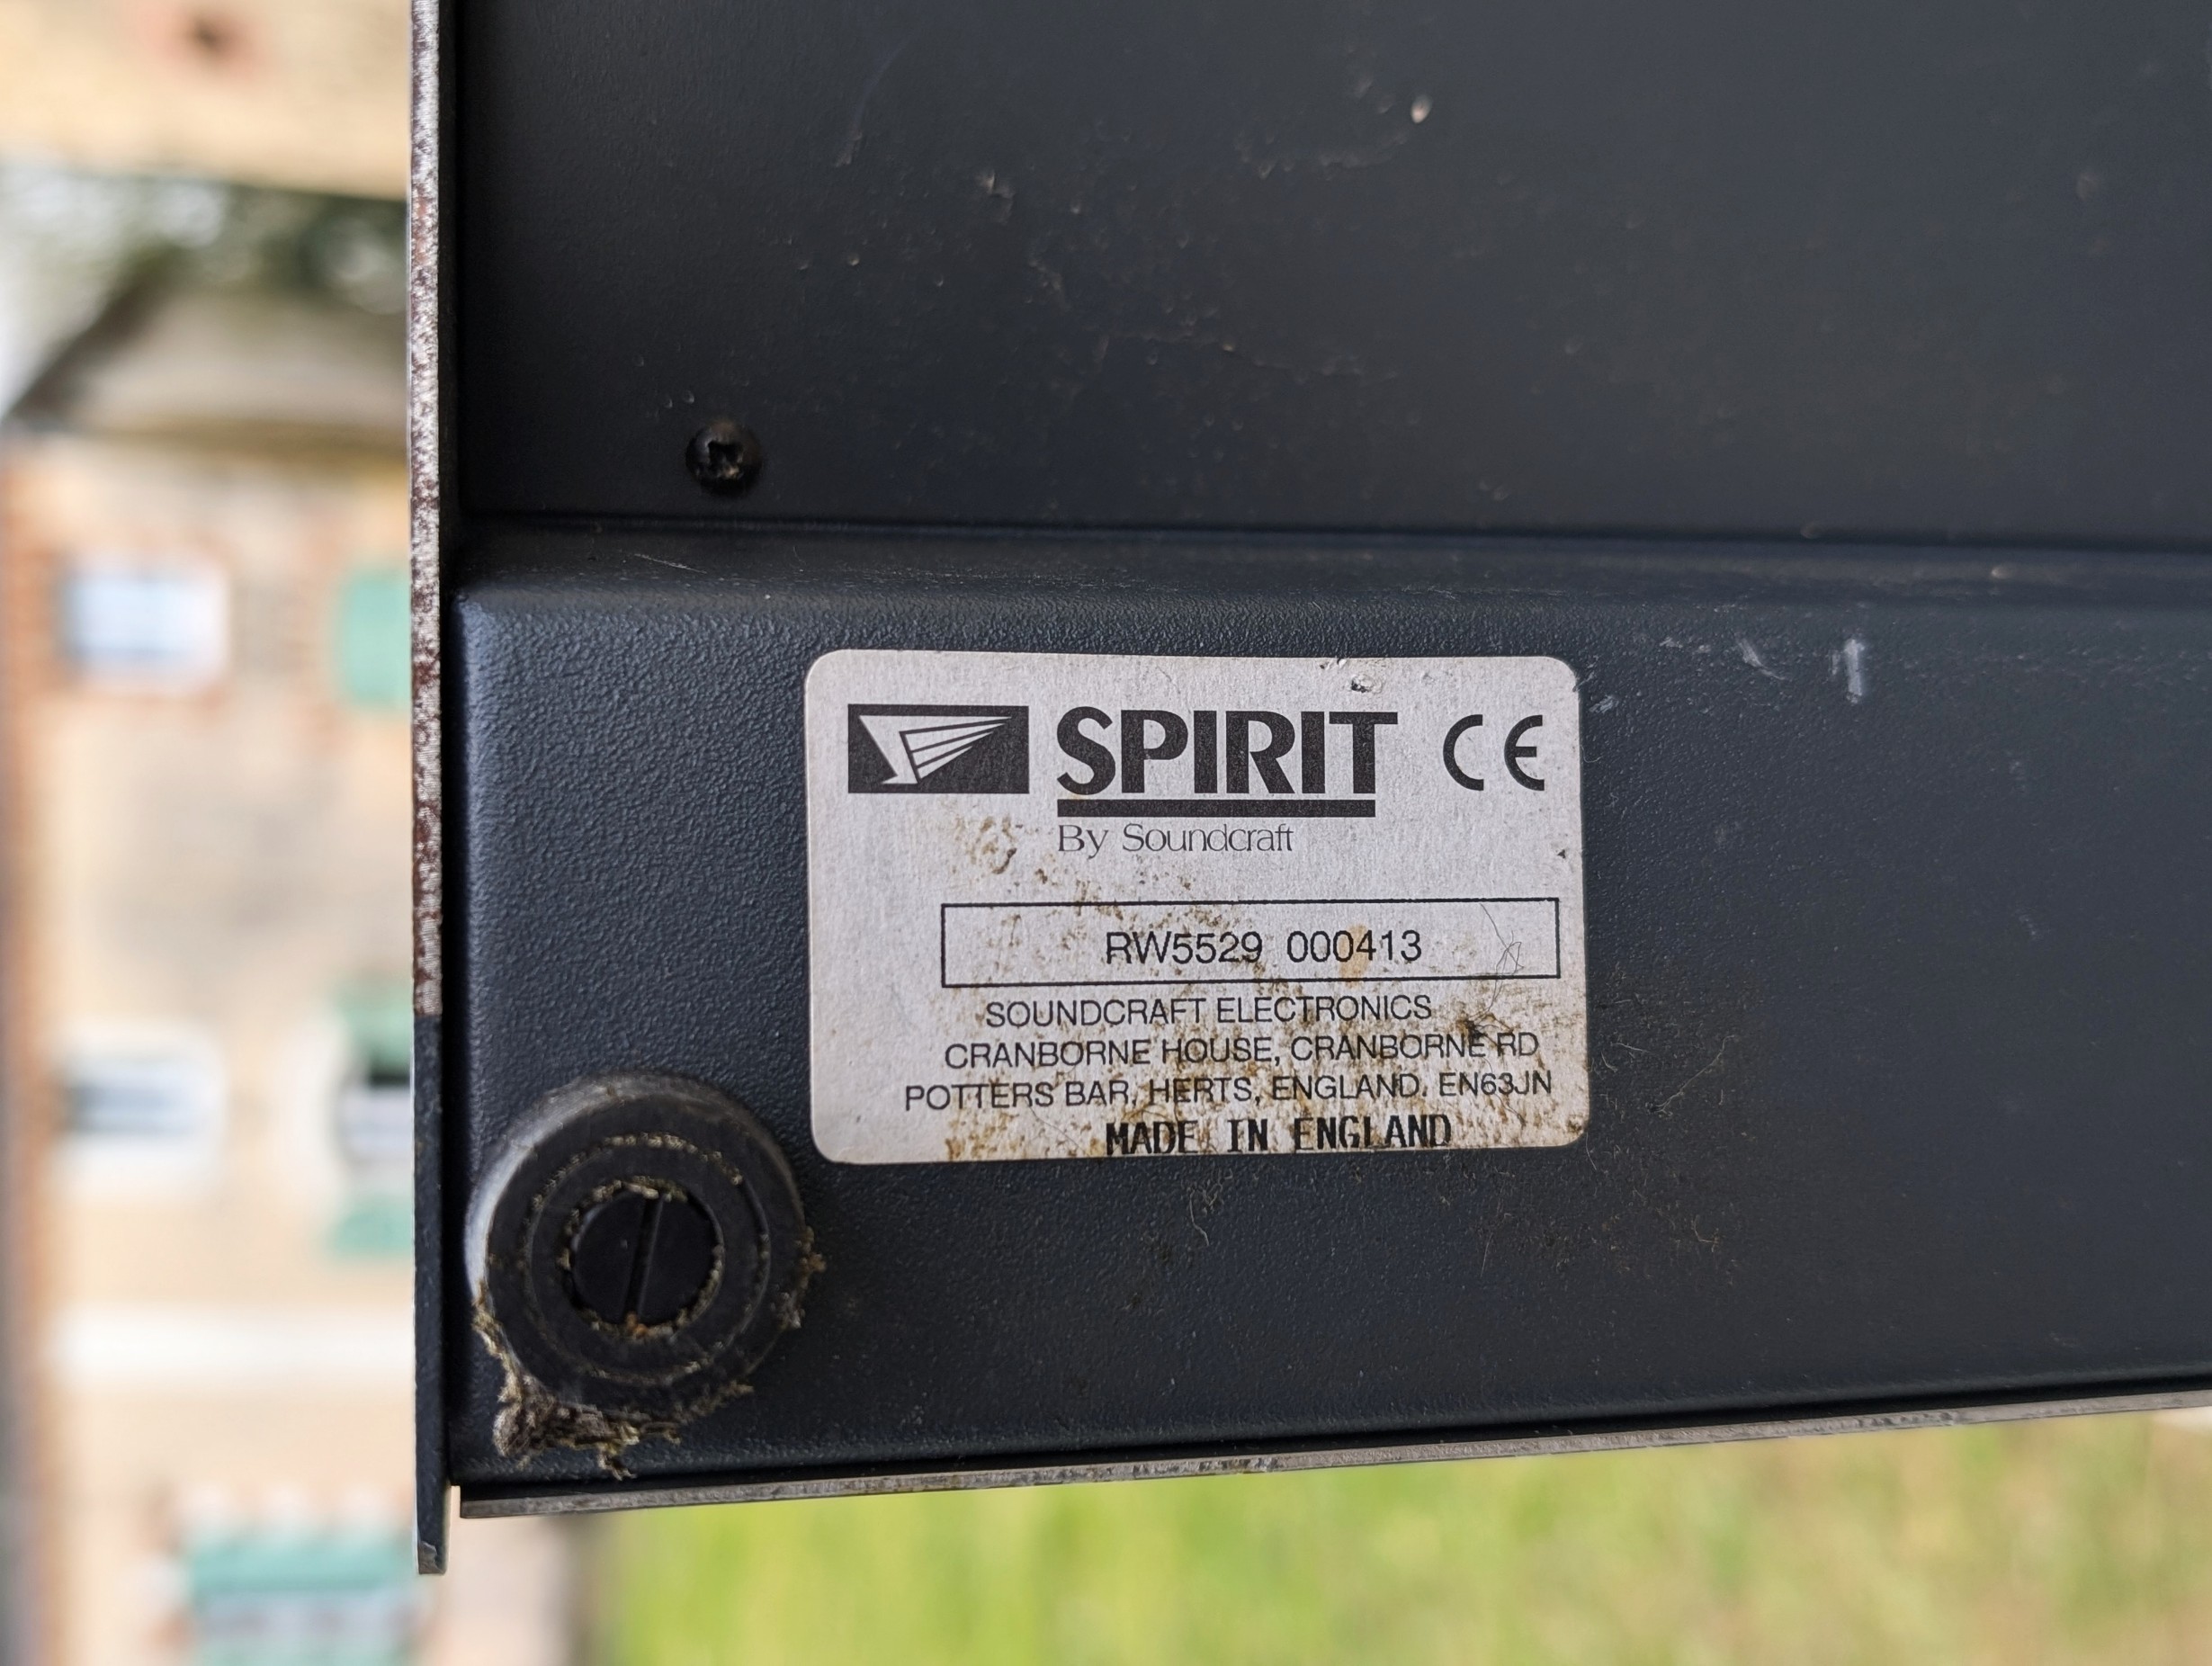 SPIRIT CE
By Soundcraft
RW5529 000413
SOUNDCRAFT ELECTRONICS
CRANBORNE HOUSE, CRANBORNE RD
POTTERS BAR, HERTS, ENGLAND. EN63JN
MADE IN ENGLAND